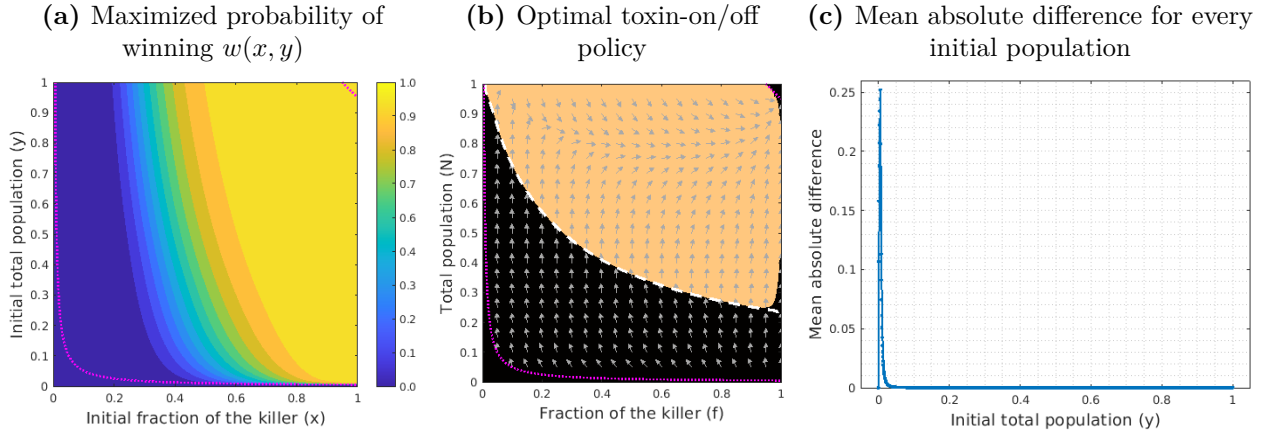 (a) Maximized probability of
winning w(x, y)
(b) Optimal toxin-on/off
policy
(c) Mean absolute difference for every
initial population
Initial total population (y)
1
0.9
0.8
0.7
0.6
0.5
0.4
0.3
0.2
0.1
0
0 0.2 0.4 0.6 0.8 1
Initial fraction of the killer (x)
1.0
0.9
0.8
0.7
0.6
0.5
0.4
0.3
0.2
0.1
0.0
Total population (N)
1
0.9
0.8
0.7
0.6
0.5
0.4
0.3
0.2
0.1
0
0 0.2 0.4 0.6 0.8 1
Fraction of the killer (f)
Mean absolute difference
0.25
0.2
0.15
0.1
0.05
0
0 0.2 0.4 0.6 0.8 1
Initial total population (y)